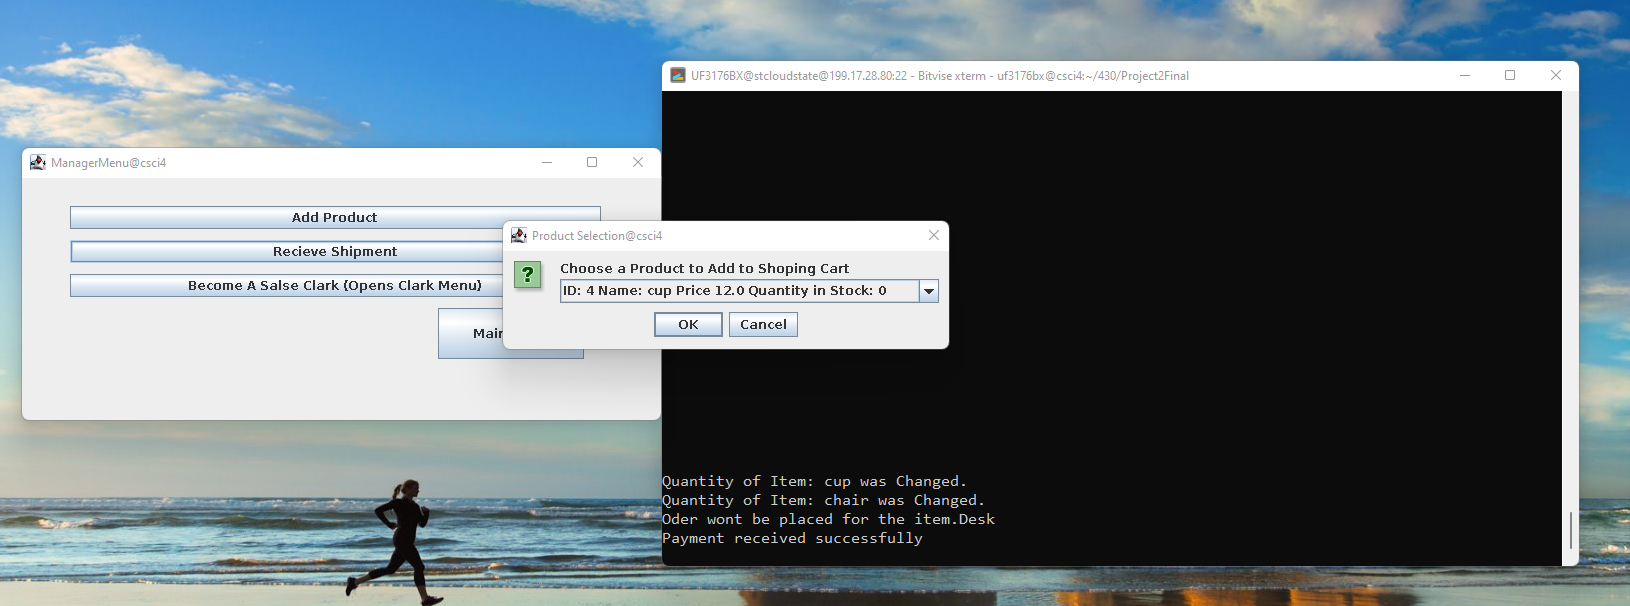 UF3176BX@stcloudstate@199.17.28.80:22 - Bitvise xterm - uf3176bx@csci4:~/430/Project2Final
ManagerMenu@csci4
Add Product
Recieve Shipment
Become A Salse Clark (Opens Clark Menu)
Product Selection@csci4
Choose a Product to Add to Shoping Cart
ID: 4 Name: cup Price 12.0 Quantity in Stock: 0
OK
Cancel
Quantity of Item: cup was Changed.
Quantity of Item: chair was Changed.
Oder wont be placed for the item.Desk
Payment received successfully